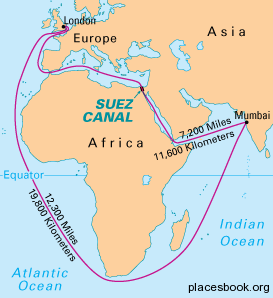 London
Europe
Asia
SUEZ
CANAL
Africa
7,200 Miles
11,600 Kilometers
Mumbai
Equator
12,300 Miles
19,800 Kilometers
Indian
Ocean
Atlantic
Ocean
placesbook.org